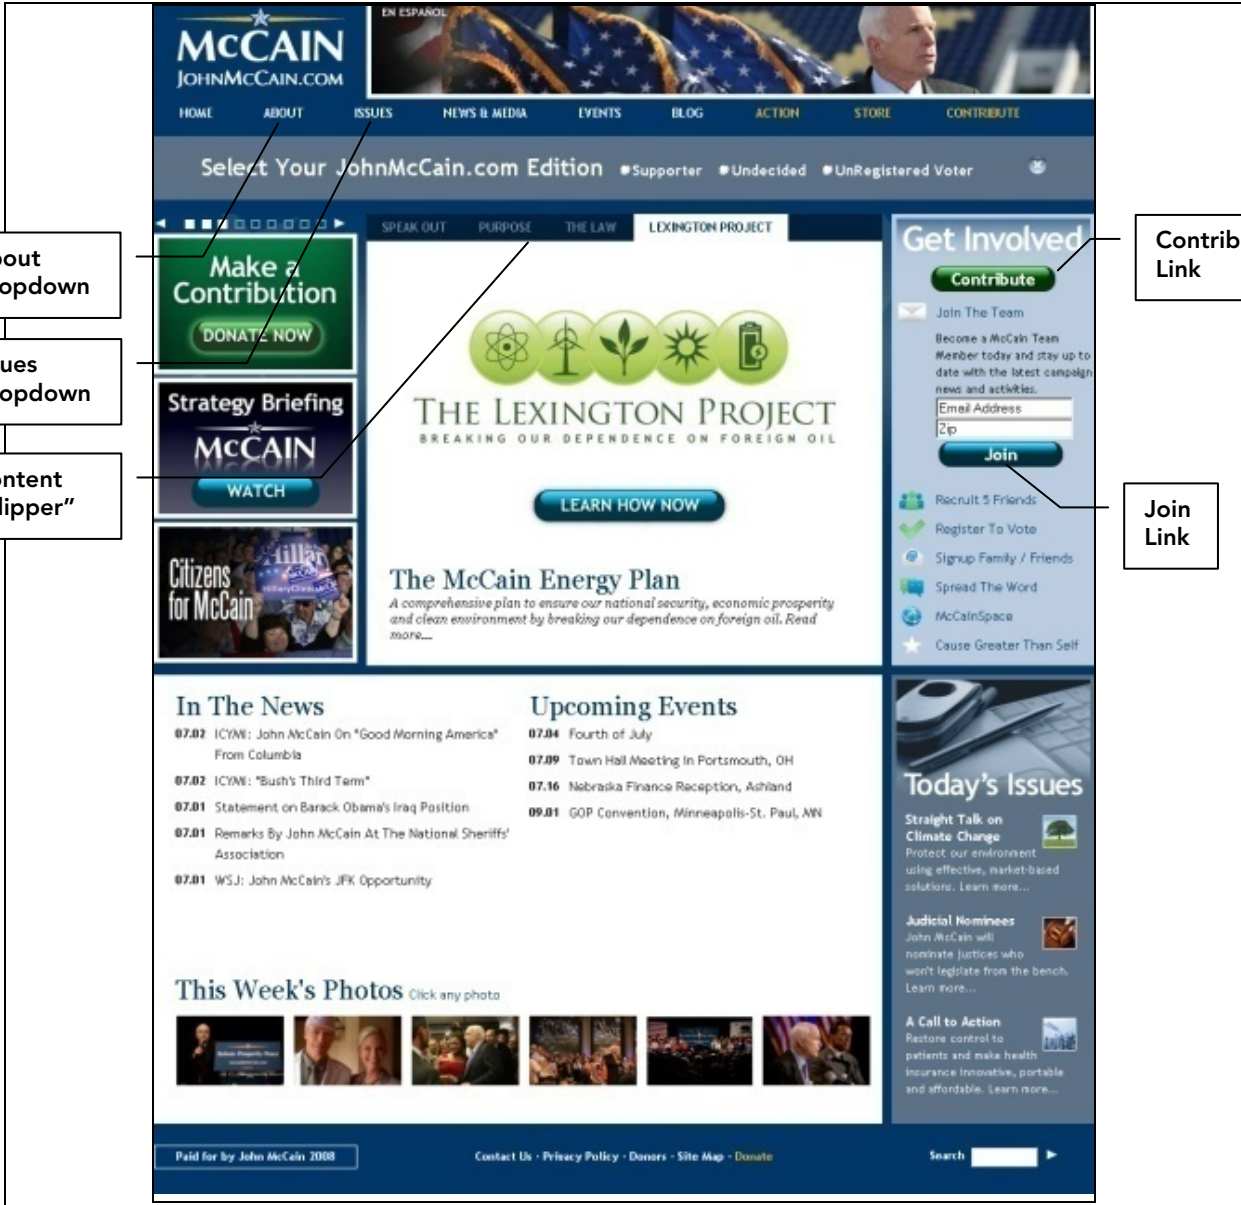 EN ESPAÑOL
McCAIN
JOHNMCCAIN.COM
HOME ABOUT ISSUES NEWS & MEDIA EVENTS BLOG ACTION STORE CONTRIBUTE
Select Your JohnMcCain.com Edition Supporter Undecided UnRegistered Voter
bout
opdown
ues
opdown
ontent
lipper”
Make a
Contribution
DONATE NOW
Strategy Briefing
McCAIN
WATCH
Citizens
for McCain
SPEAK OUT PURPOSE THE LAW LEXINGTON PROJECT
THE LEXINGTON PROJECT
BREAKING OUR DEPENDENCE ON FOREIGN OIL
LEARN HOW NOW
The McCain Energy Plan
A comprehensive plan to ensure our national security, economic prosperity
and clean environment by breaking our dependence on foreign oil. Read
more...
Get Involved
Contribute
Join The Team
Become a McCain Team
Member today and stay up to
date with the latest campaign
news and activities.
Email Address
Zip
Join
Recruit 5 Friends
Register To Vote
Signup Family / Friends
Spread The Word
McCainSpace
Cause Greater Than Self
Contrib
Link
Join
Link
In The News
07.02 ICYMI: John McCain On "Good Morning America"
From Columbia
07.02 ICYMI: "Bush's Third Term"
07.01 Statement on Barack Obama's Iraq Position
07.01 Remarks By John McCain At The National Sheriffs'
Association
07.01 WSJ: John McCain's JFK Opportunity
Upcoming Events
07.04 Fourth of July
07.09 Town Hall Meeting in Portsmouth, OH
07.16 Nebraska Finance Reception, Ashland
09.01 GOP Convention, Minneapolis-St. Paul, MN
Today's Issues
Straight Talk on
Climate Change
Protect our environment
using effective, market-based
solutions. Learn more...
Judicial Nominees
John McCain will
nominate justices who
won't legislate from the bench.
Learn more...
A Call to Action
Restore control to
patients and make health
insurance innovative, portable
and affordable. Learn more...
This Week's Photos Click any photo
Paid for by John McCain 2008
Contact Us · Privacy Policy · Donors · Site Map · Donate
Search